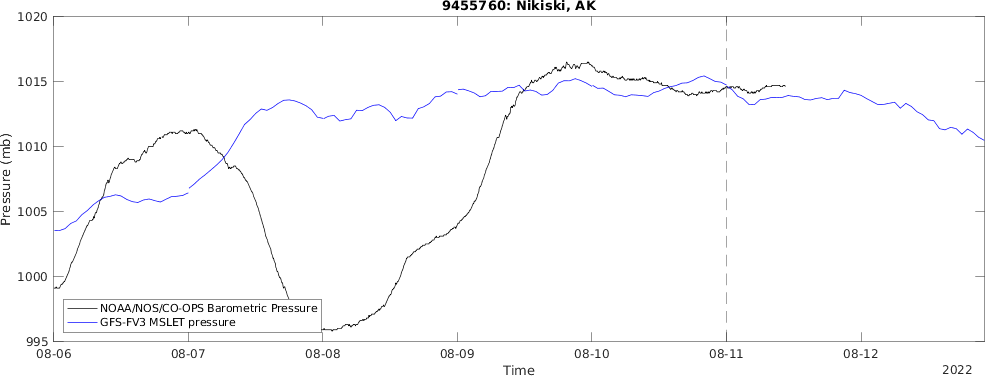 9455760: Nikiski, AK
1020
1015
1010
1005
1000
995
Pressure (mb)
NOAA/NOS/CO-OPS Barometric Pressure
GFS-FV3 MSLET pressure
08-06 08-07 08-08 08-09 08-10 08-11 08-12
Time
2022